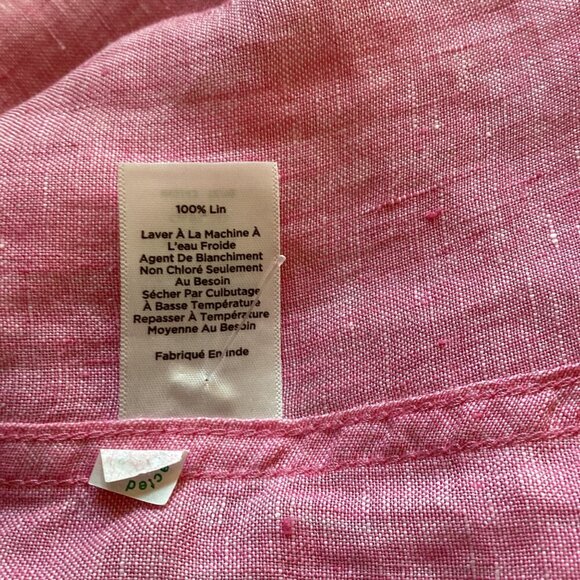 100% Lin
Laver À La Machine À
L'eau Froide
Agent De Blanchiment
Non Chloré Seulement
Au Besoin
Sécher Par Culbutage
À Basse Température
Repasser À Température
Moyenne Au Besoin
Fabriqué En Inde
ected